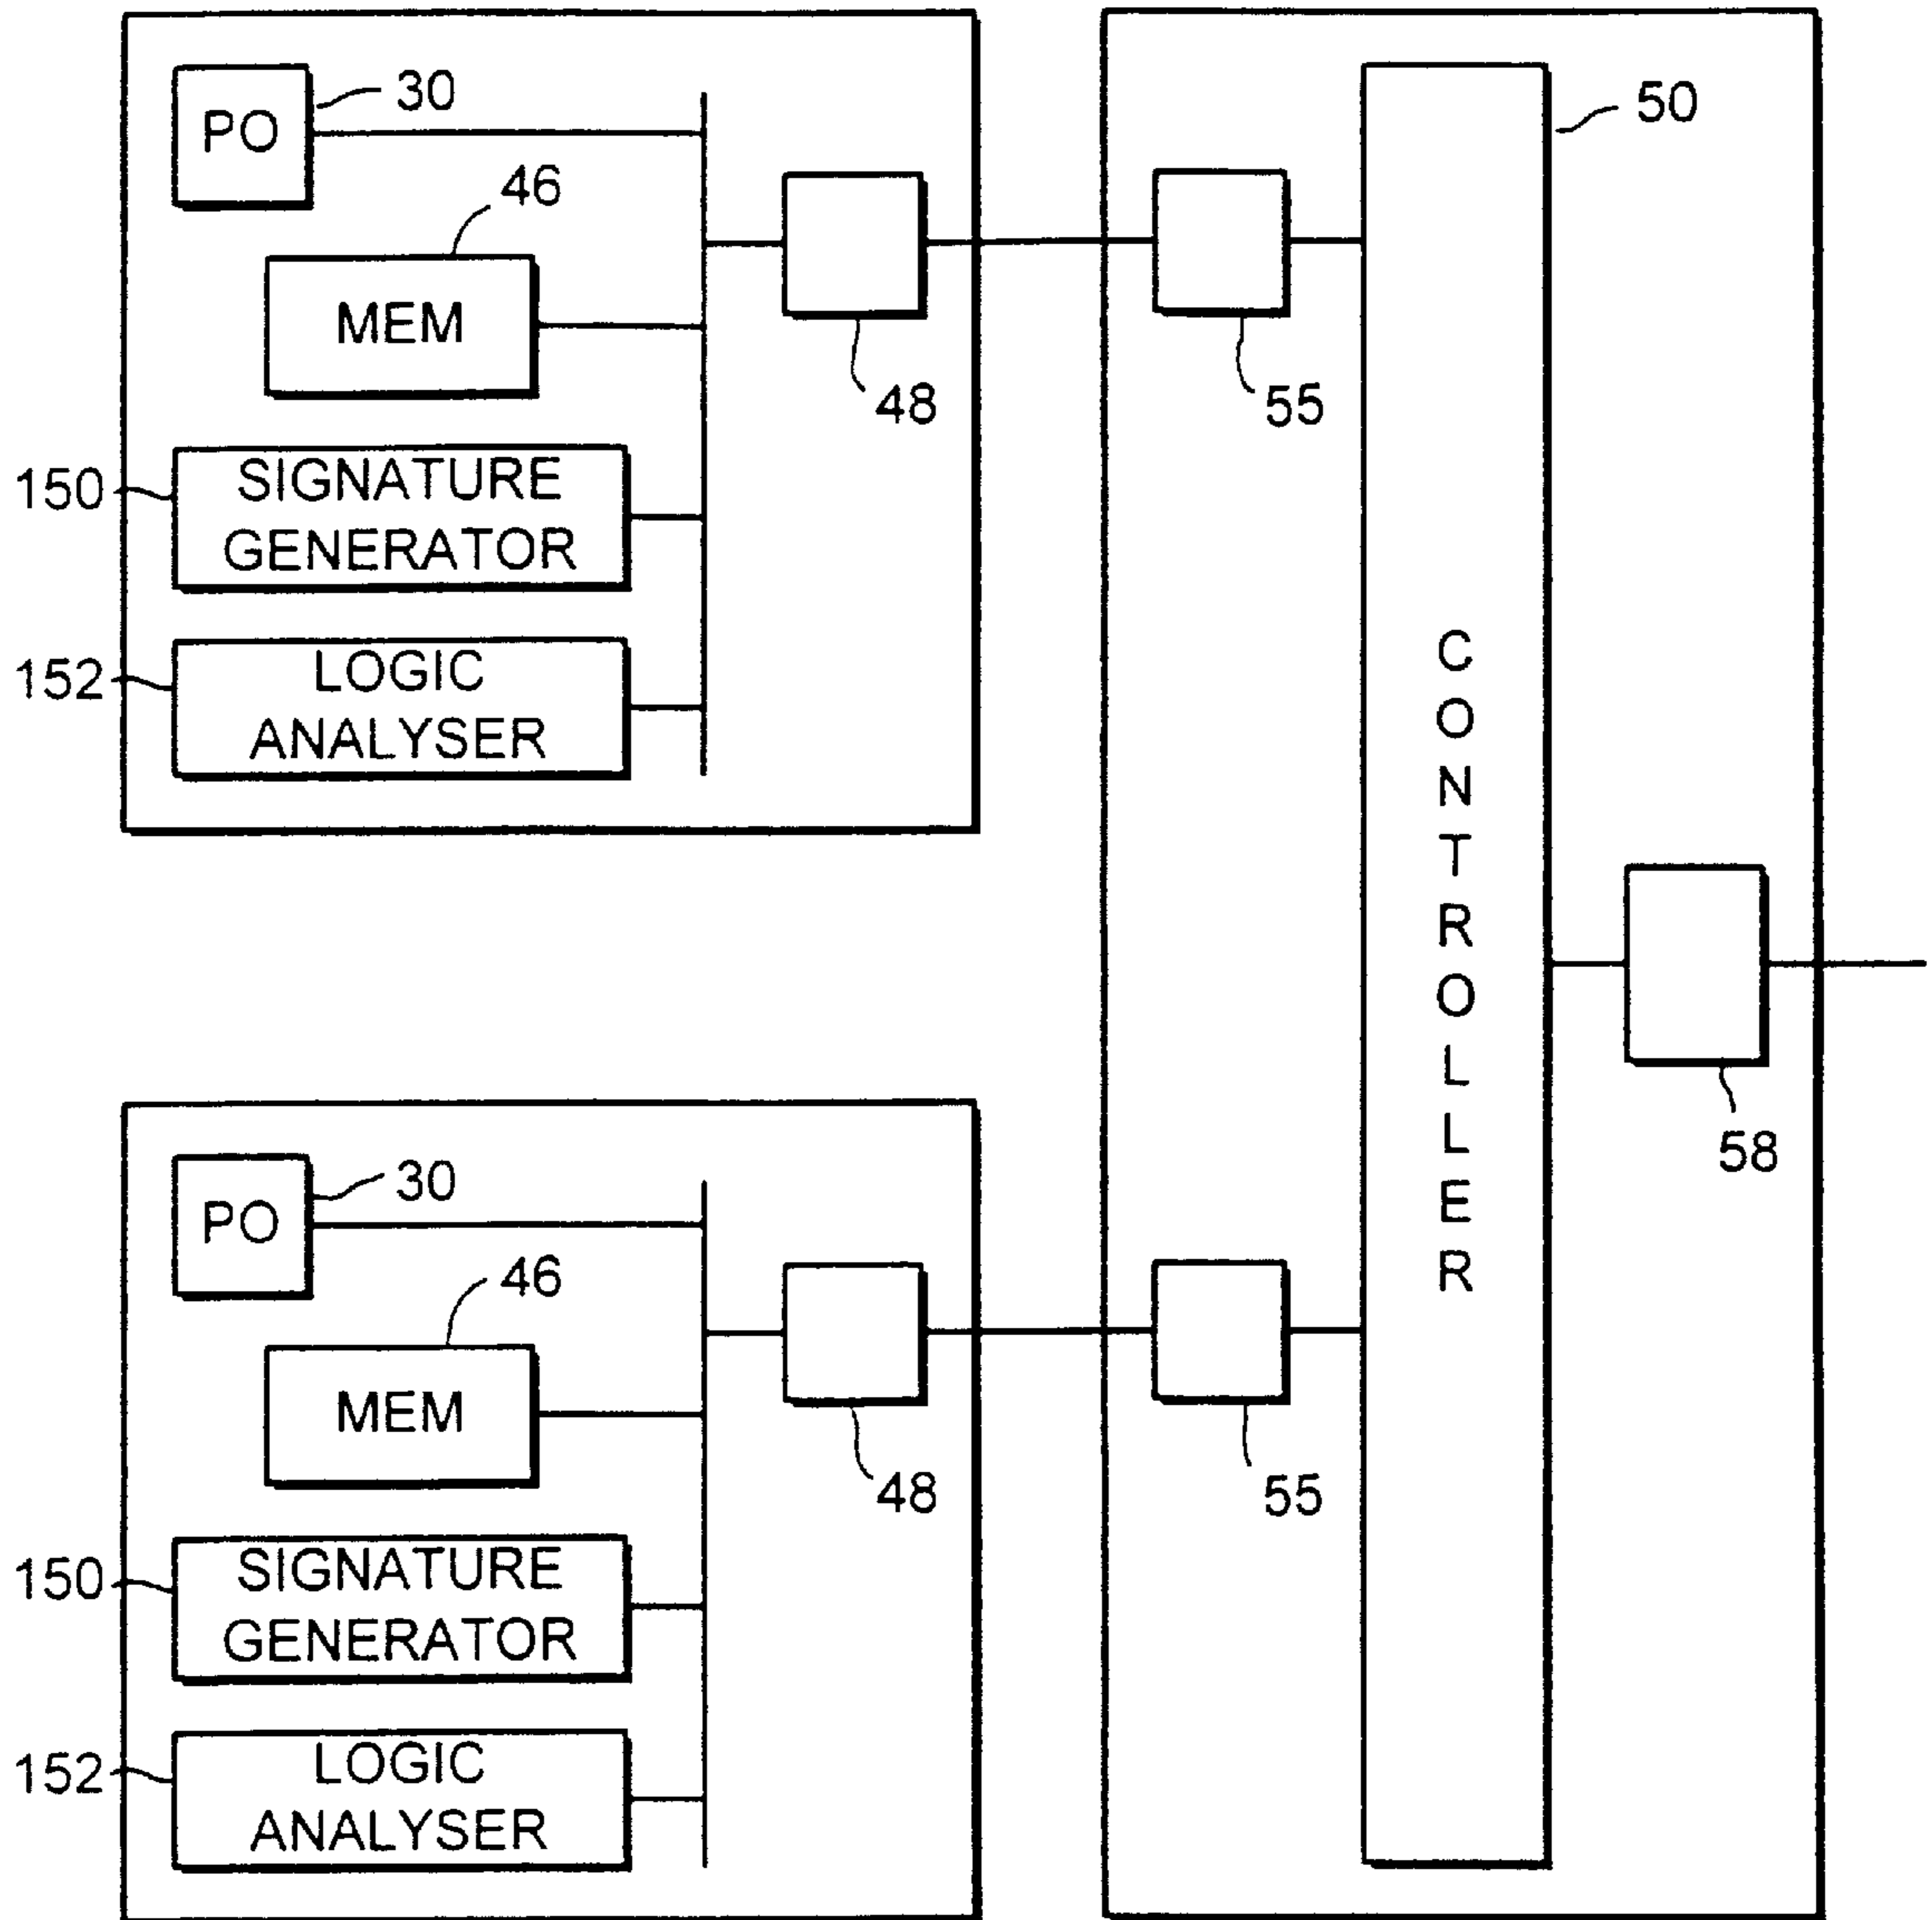 PO
30
46
MEM
48
150
SIGNATURE
GENERATOR
152
LOGIC
ANALYSER
50
55
CONTROLLER
58
PO
30
46
MEM
48
55
150
SIGNATURE
GENERATOR
152
LOGIC
ANALYSER